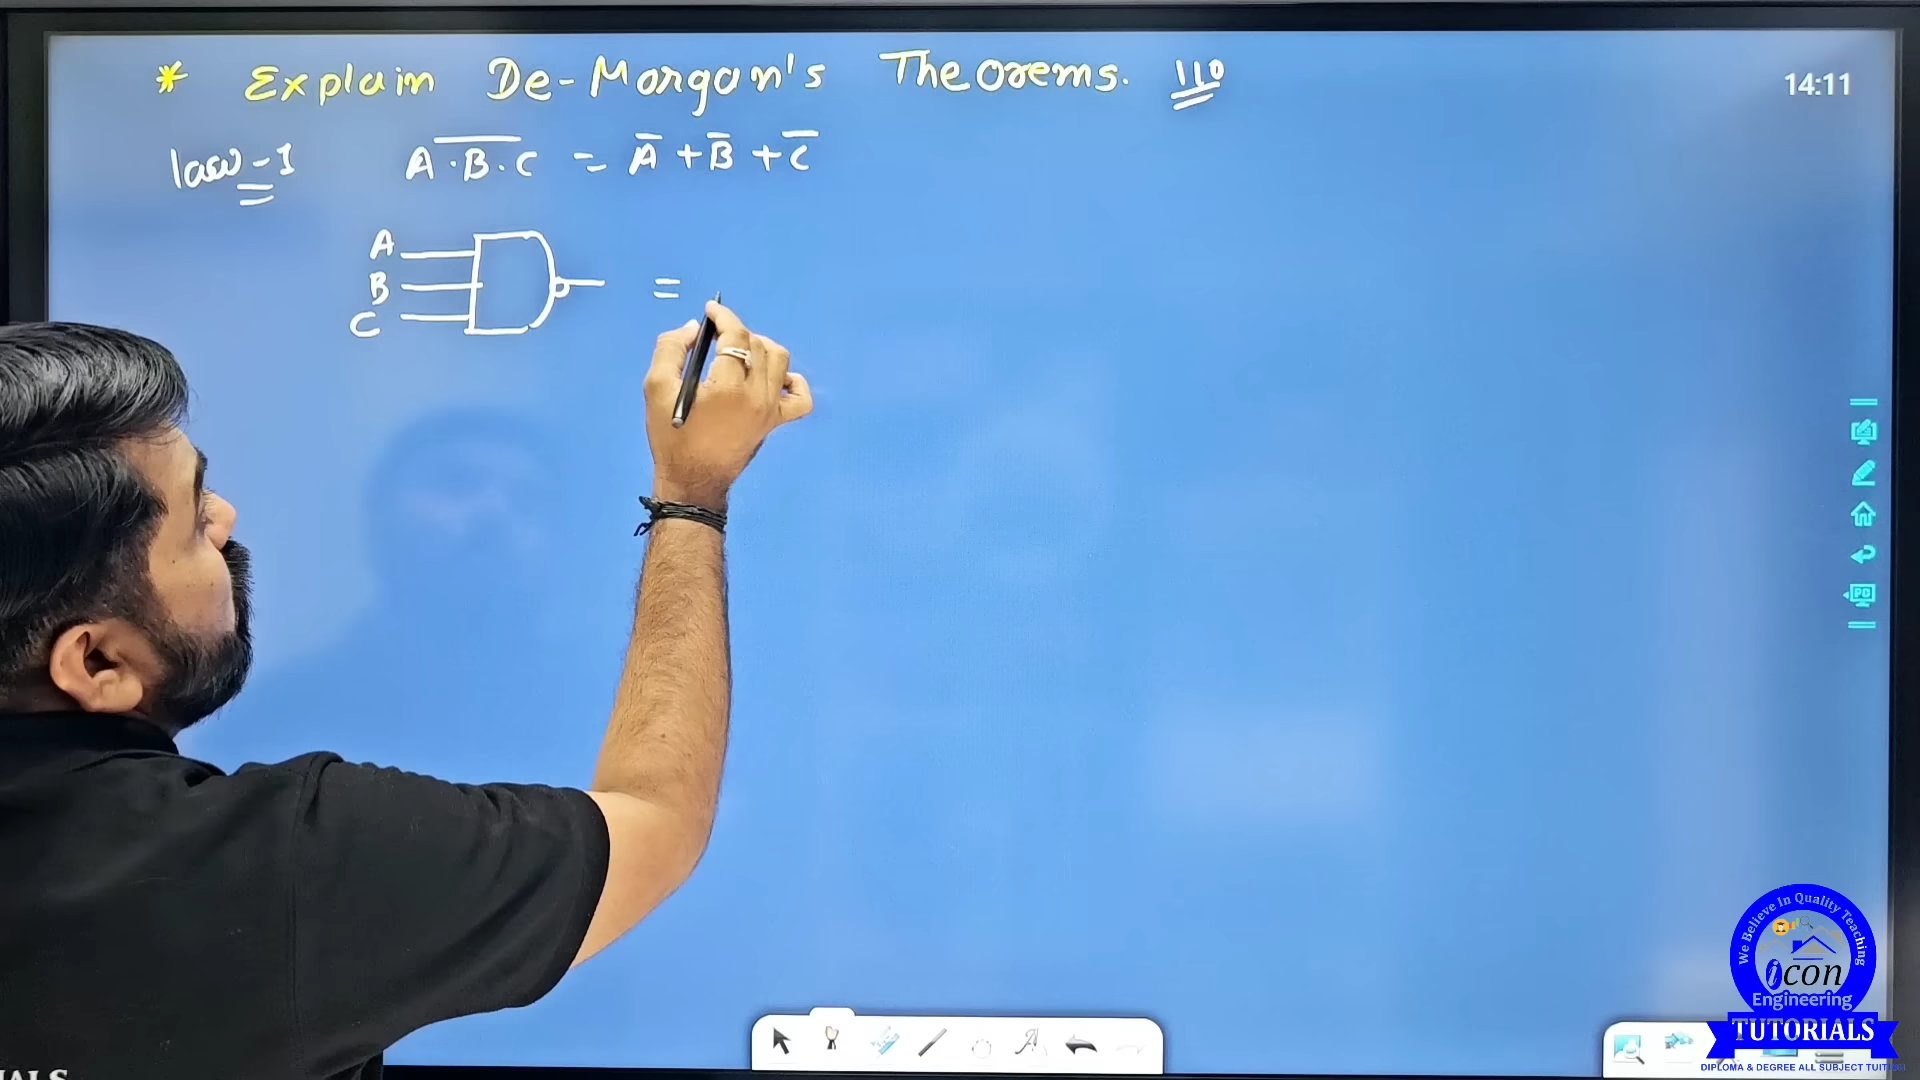 * Explain De-Morgan's Theorems.
14:11
law-1 A̅·̅B̅·̅C̅ = A̅ + B̅ + C̅
A
B
C
=
We Believe In Quality Teaching
icon
Engineering
TUTORIALS
DIPLOMA & DEGREE ALL SUBJECT TUITION